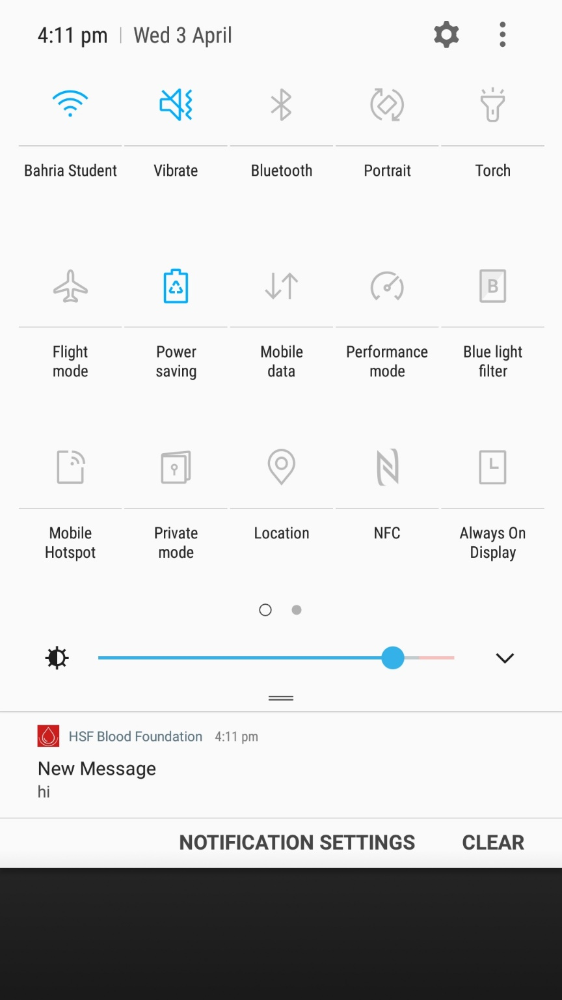 4:11 pm | Wed 3 April
Bahria Student Vibrate Bluetooth Portrait Torch
B
Flight Power Mobile Performance Blue light
mode saving data mode filter
Mobile Private Location NFC Always On
Hotspot mode Display
HSF Blood Foundation 4:11 pm
New Message
hi
NOTIFICATION SETTINGS CLEAR